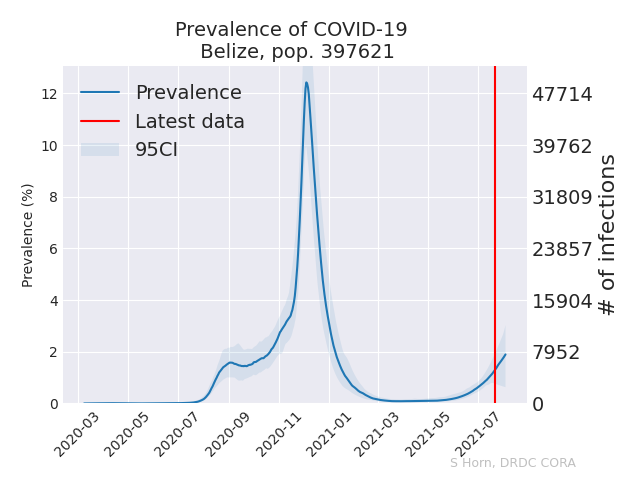 Prevalence of COVID-19
Belize, pop. 397621
Prevalence
Latest data
95CI
Prevalence (%)
12
10
8
6
4
2
0
47714
39762
31809
23857
15904
7952
0
# of infections
2020-03
2020-05
2020-07
2020-09
2020-11
2021-01
2021-03
2021-05
2021-07
S Horn, DRDC CORA